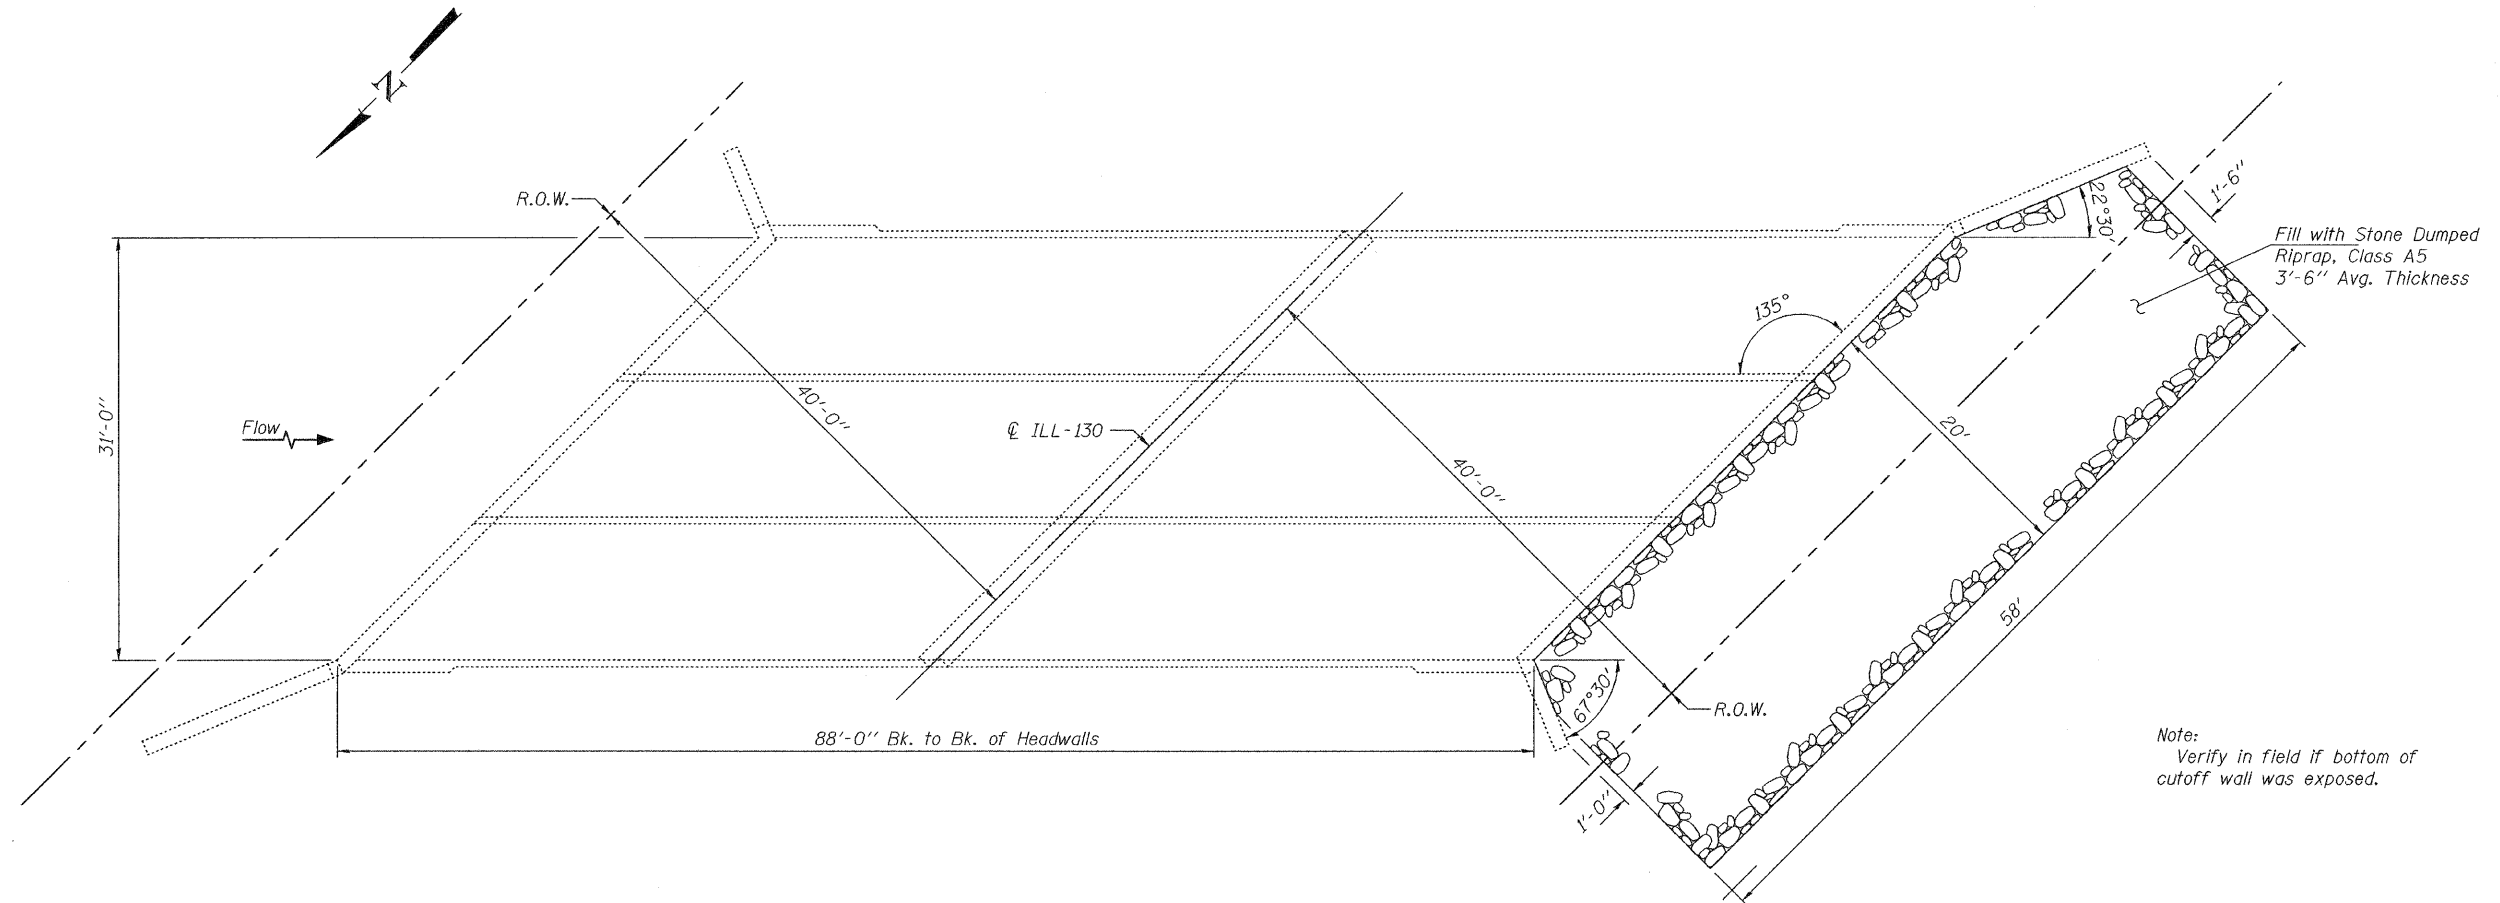 N
R.O.W.
1'-6"
22°30'
Fill with Stone Dumped
Riprap, Class A5
3'-6" Avg. Thickness
135°
31'-0"
Flow
40'-0"
℄ ILL-130
40'-0"
20'
58'
67°30'
R.O.W.
88'-0" Bk. to Bk. of Headwalls
1'-0"
Note:
Verify in field if bottom of
cutoff wall was exposed.